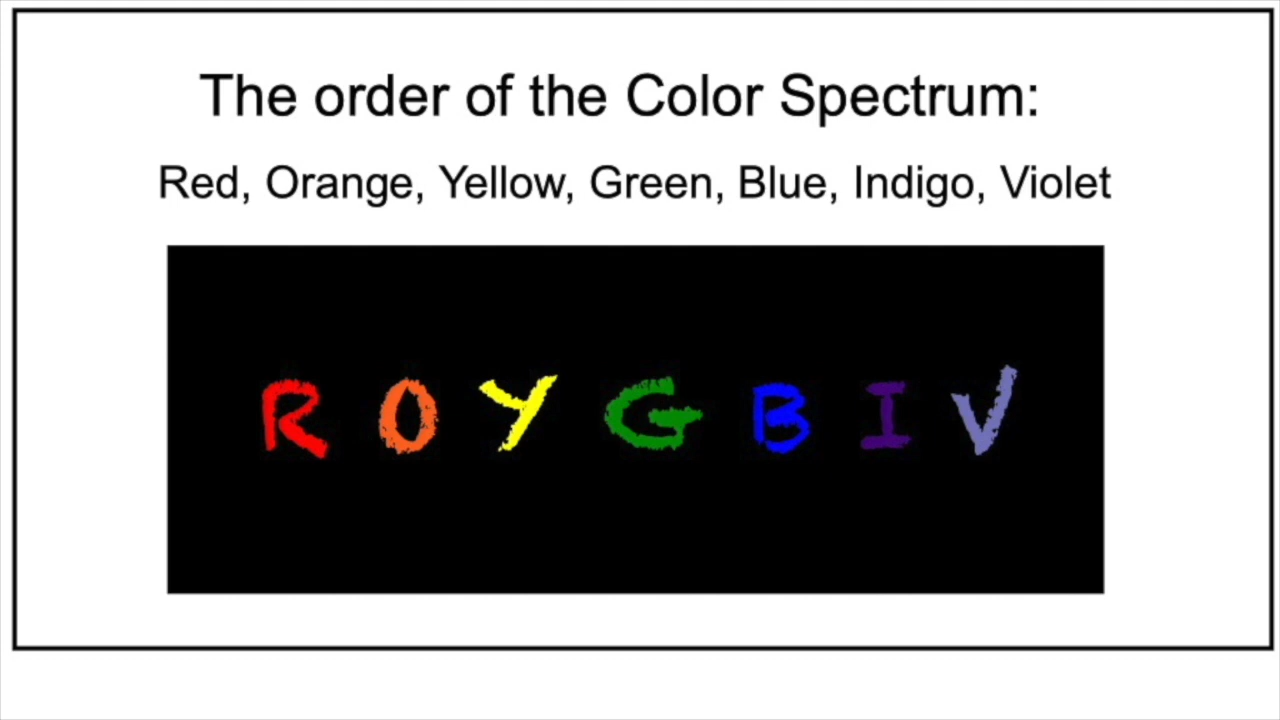 The order of the Color Spectrum:
Red, Orange, Yellow, Green, Blue, Indigo, Violet
R O Y G B I V